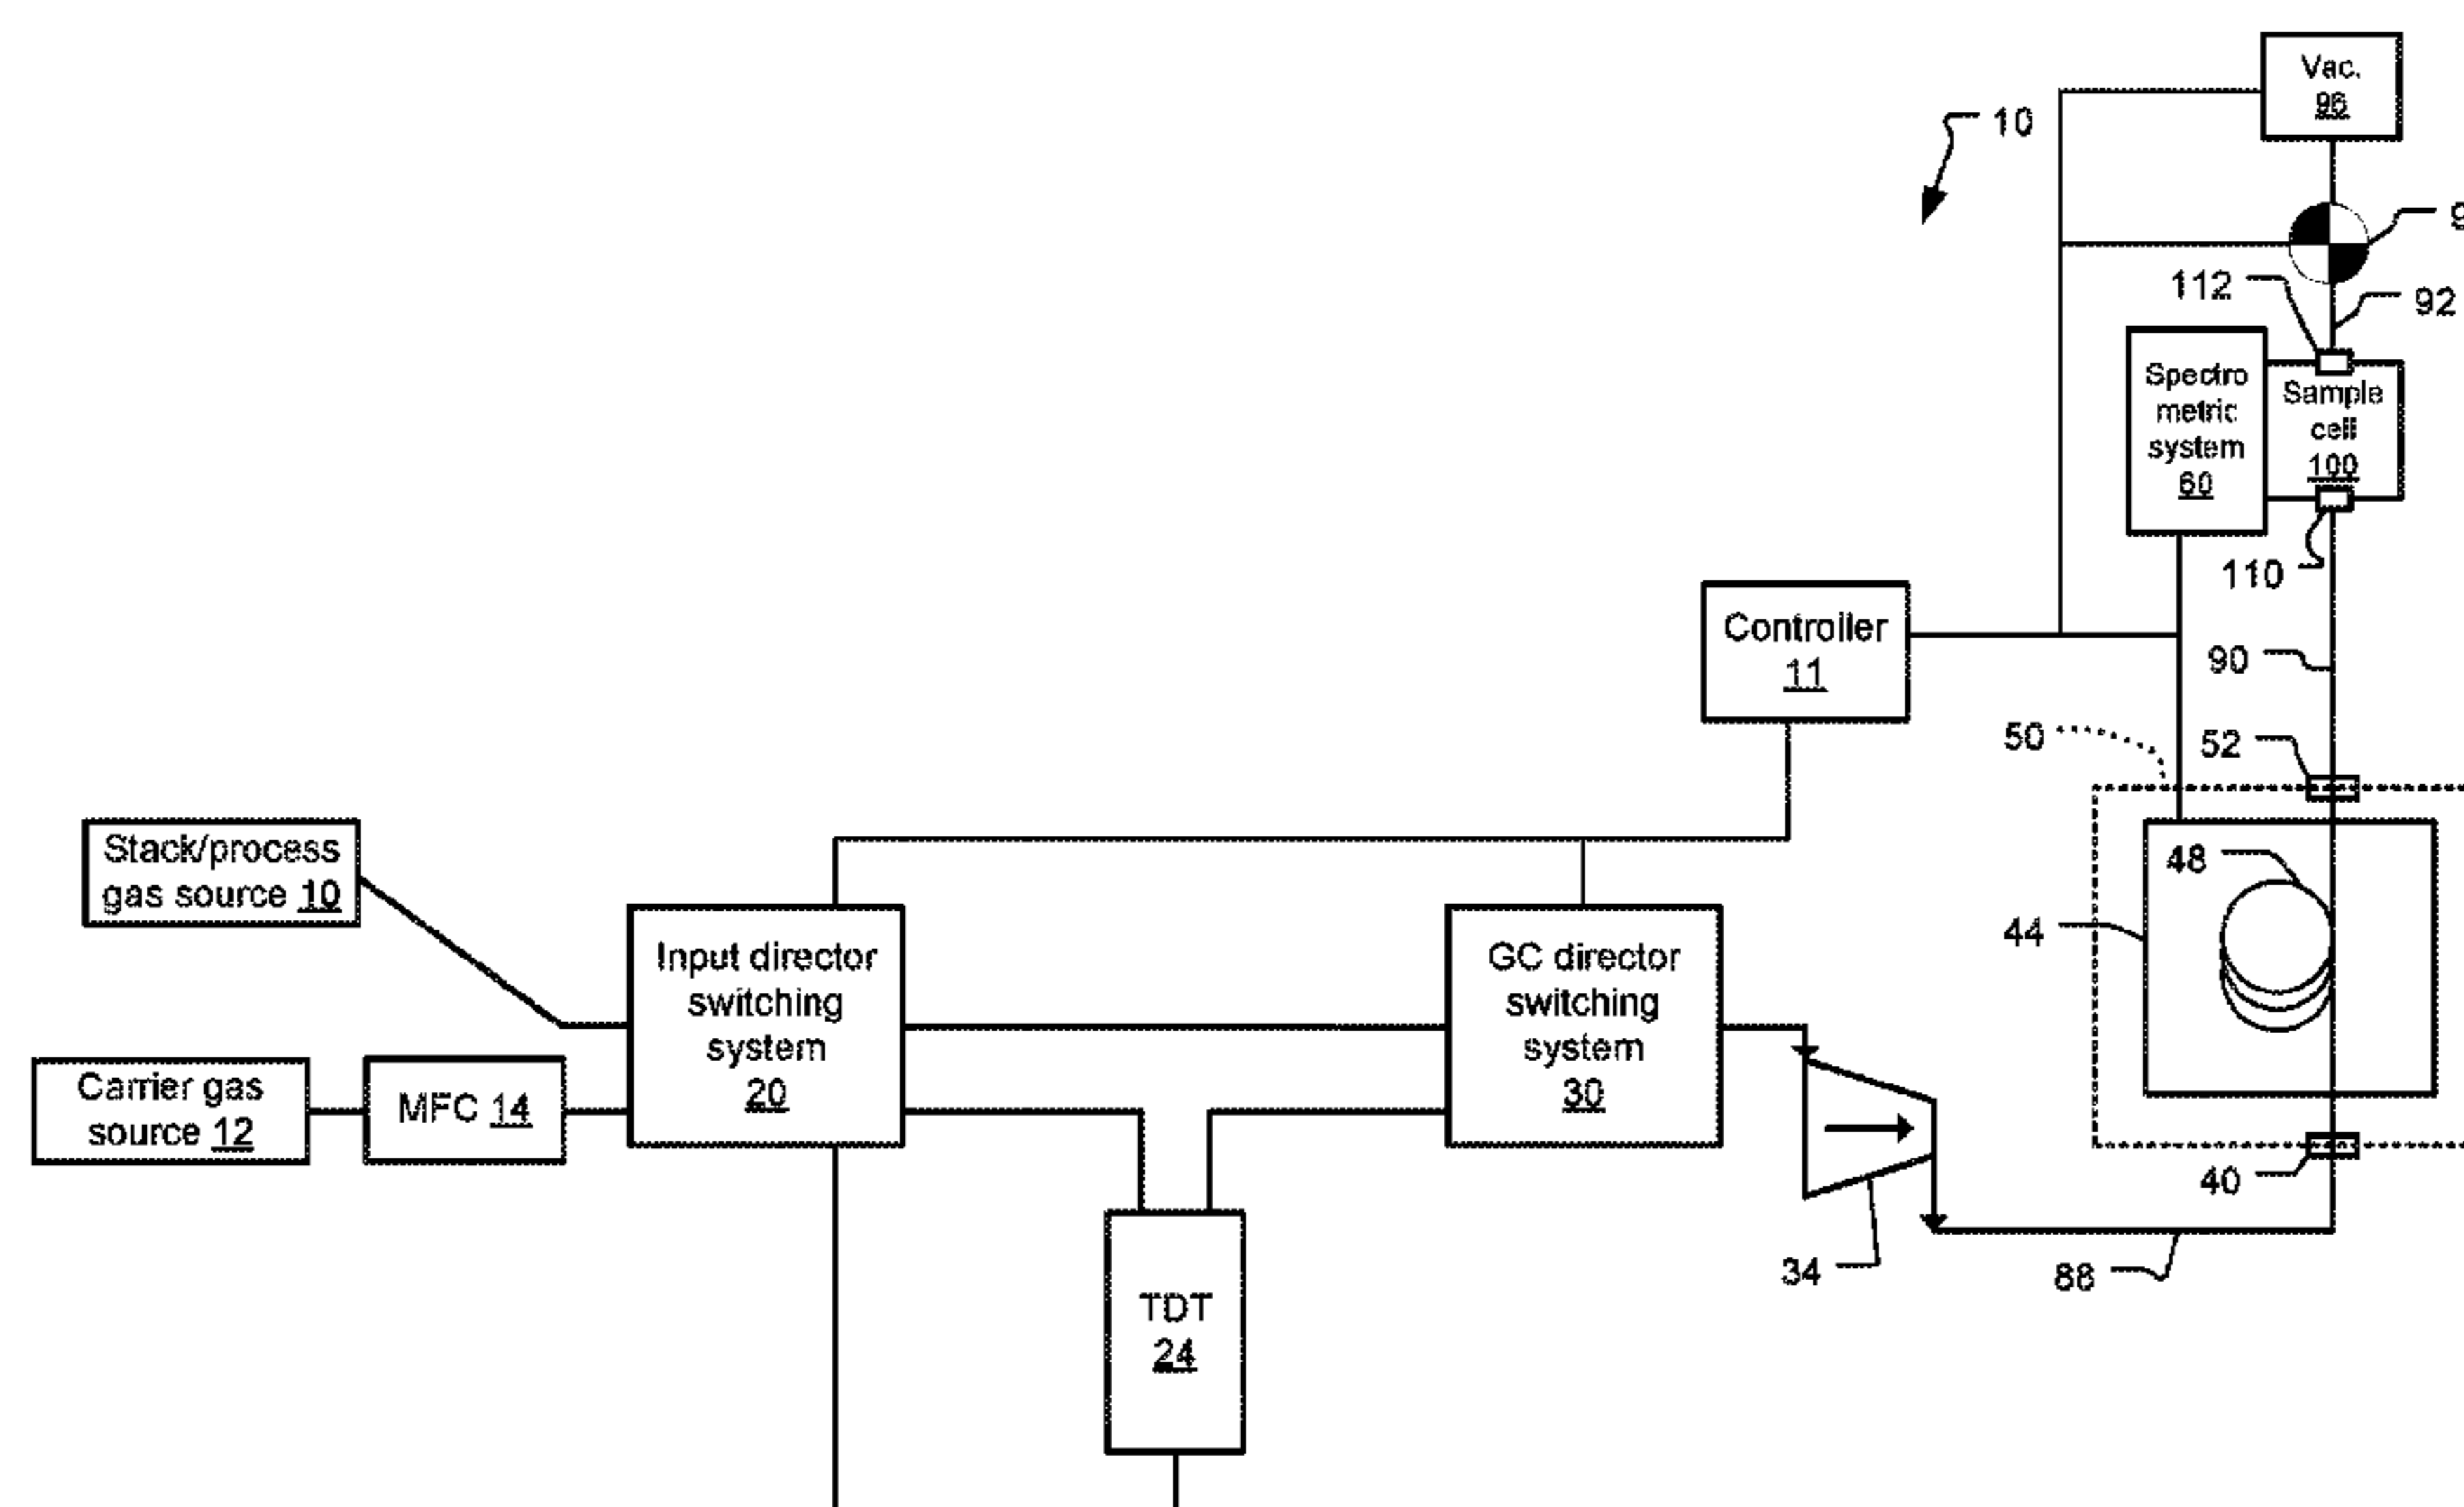 Vac.
96
10
9
112
92
Spectro
metric
system
60
Sample
cell
100
110
Controller
11
90
50
52
Stack/process
gas source 10
48
44
Input director
switching
system
20
GC director
switching
system
30
Carrier gas
source 12
MFC 14
40
34
88
TDT
24